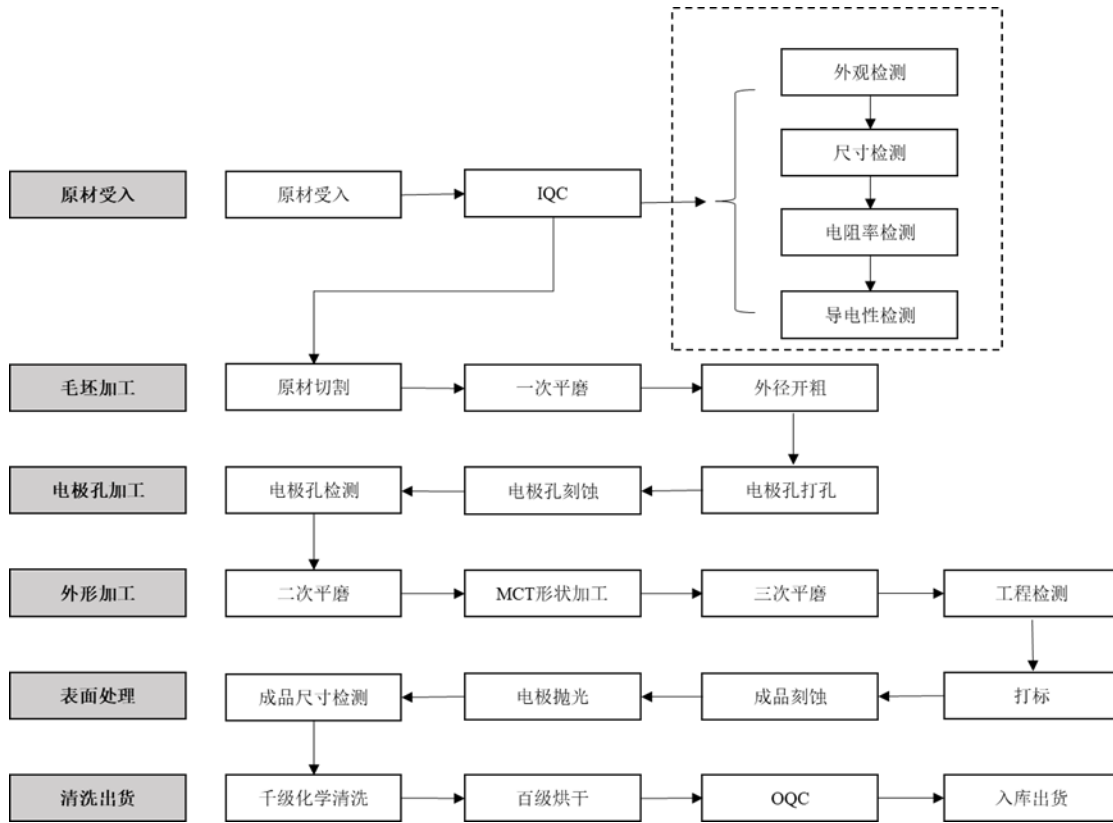 外观检测
尺寸检测
原材受入
原材受入
IQC
电阻率检测
导电性检测
毛坯加工
原材切割
一次平磨
外径开粗
电极孔加工
电极孔检测
电极孔刻蚀
电极孔打孔
外形加工
二次平磨
MCT形状加工
三次平磨
工程检测
表面处理
成品尺寸检测
电极抛光
成品刻蚀
打标
清洗出货
千级化学清洗
百级烘干
OQC
入库出货